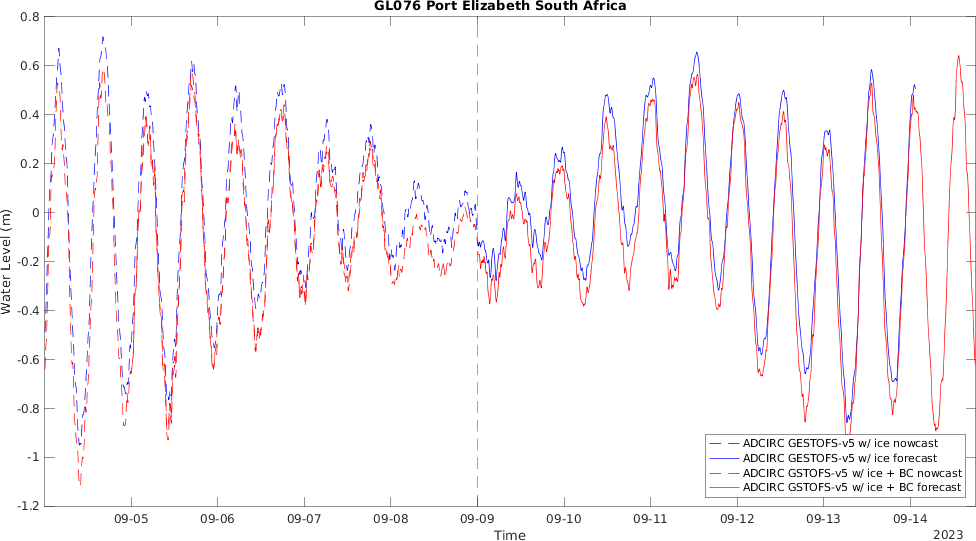 GL076 Port Elizabeth South Africa
0.8
0.6
0.4
0.2
0
-0.2
-0.4
-0.6
-0.8
-1
-1.2
Water Level (m)
ADCIRC GESTOFS-v5 w/ ice nowcast
ADCIRC GESTOFS-v5 w/ ice forecast
ADCIRC GSTOFS-v5 w/ ice + BC nowcast
ADCIRC GSTOFS-v5 w/ ice + BC forecast
09-05 09-06 09-07 09-08 09-09 09-10 09-11 09-12 09-13 09-14
Time
2023